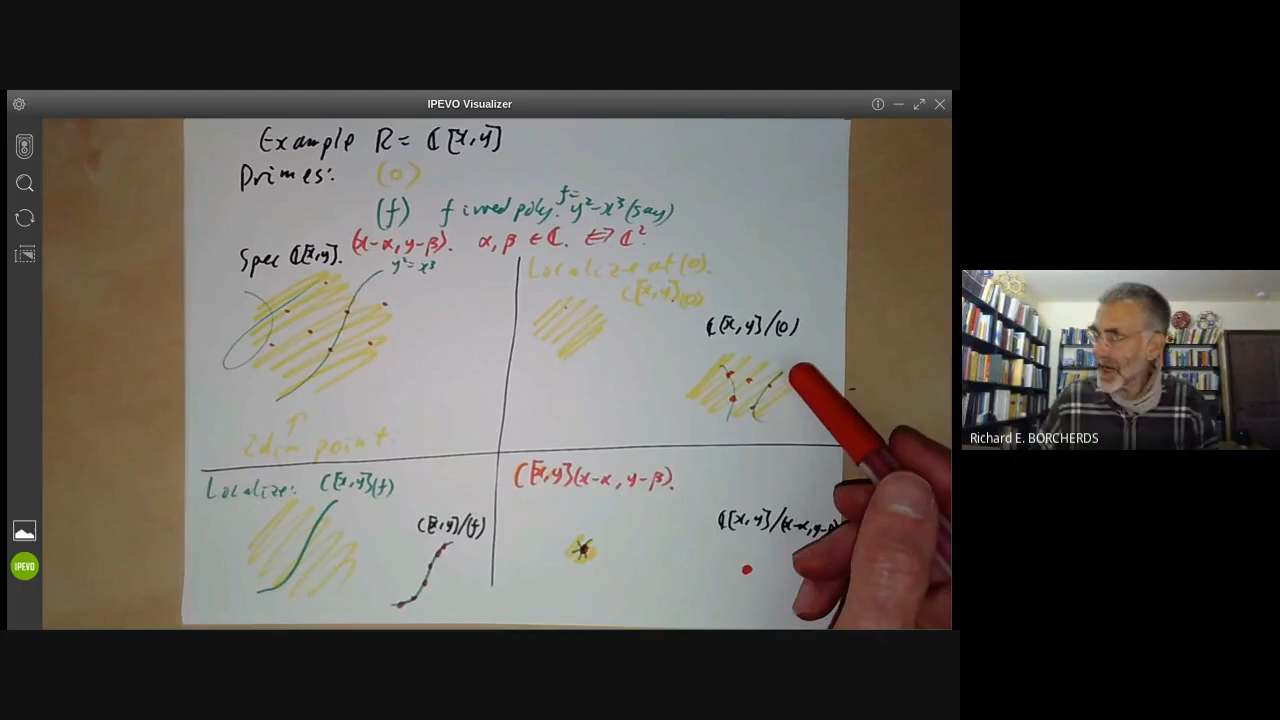 IPEVO Visualizer
Example R = ℂ[x,y]
Primes: (0)
(f) f irred poly. f= y²-x³ (say)
(x-α, y-β). α, β ∈ ℂ. ⇔ ℂ².
Spec ℂ[x,y].
y²=x³
Localize at (0).
ℂ[x,y](0)
ℂ[x,y]/(0)
↑
2 dim point.
Localize: ℂ[x,y](f)
ℂ[x,y]/(f)
ℂ[x,y](x-α, y-β).
ℂ[x,y]/(x-α, y-β)
Richard E. BORCHERDS
IPEVO